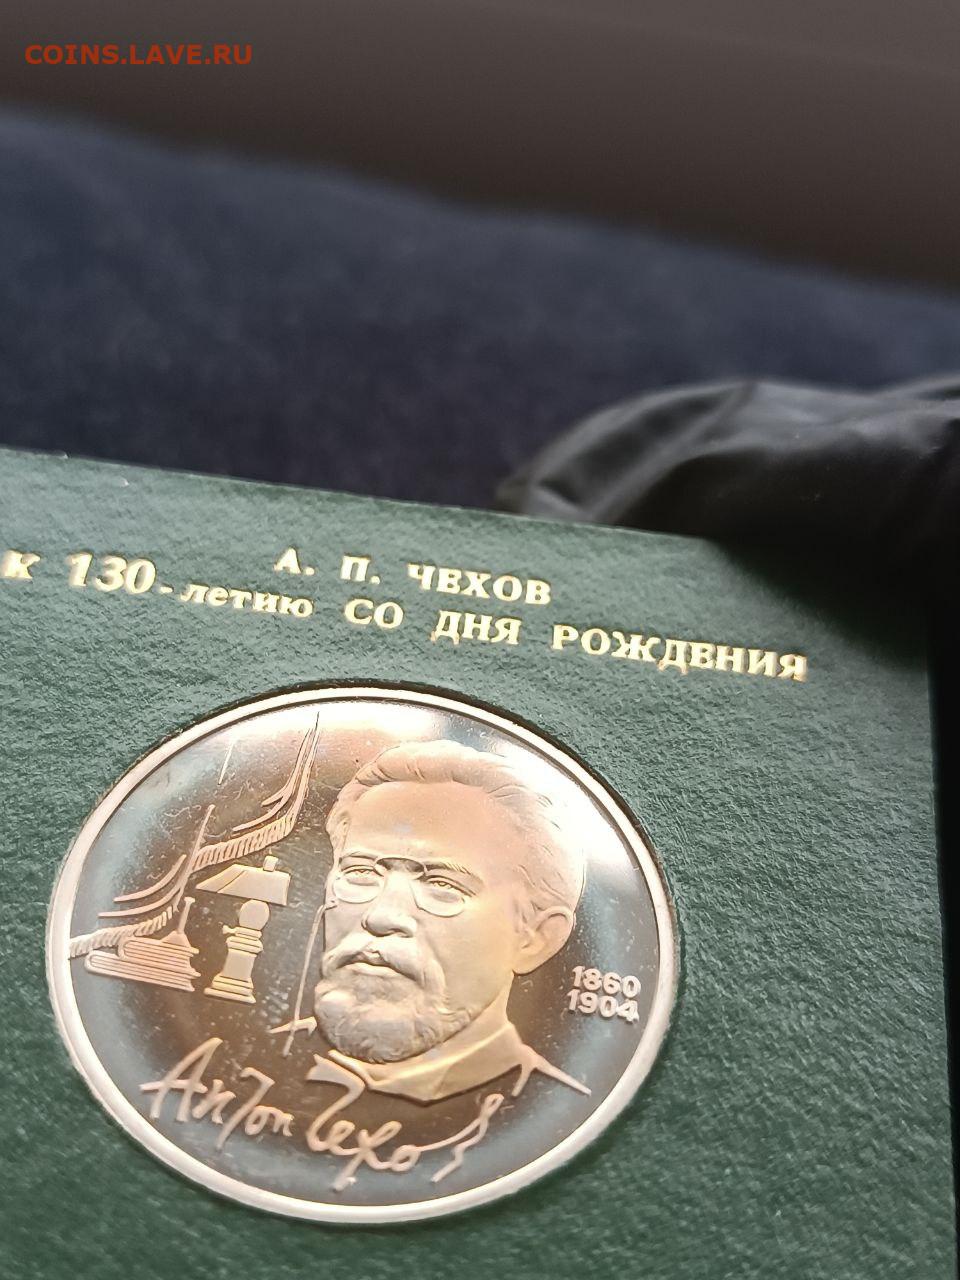 COINS.LAVE.RU
А. П. ЧЕХОВ
к 130-летию СО ДНЯ РОЖДЕНИЯ
1860
1904
Антон Чехов